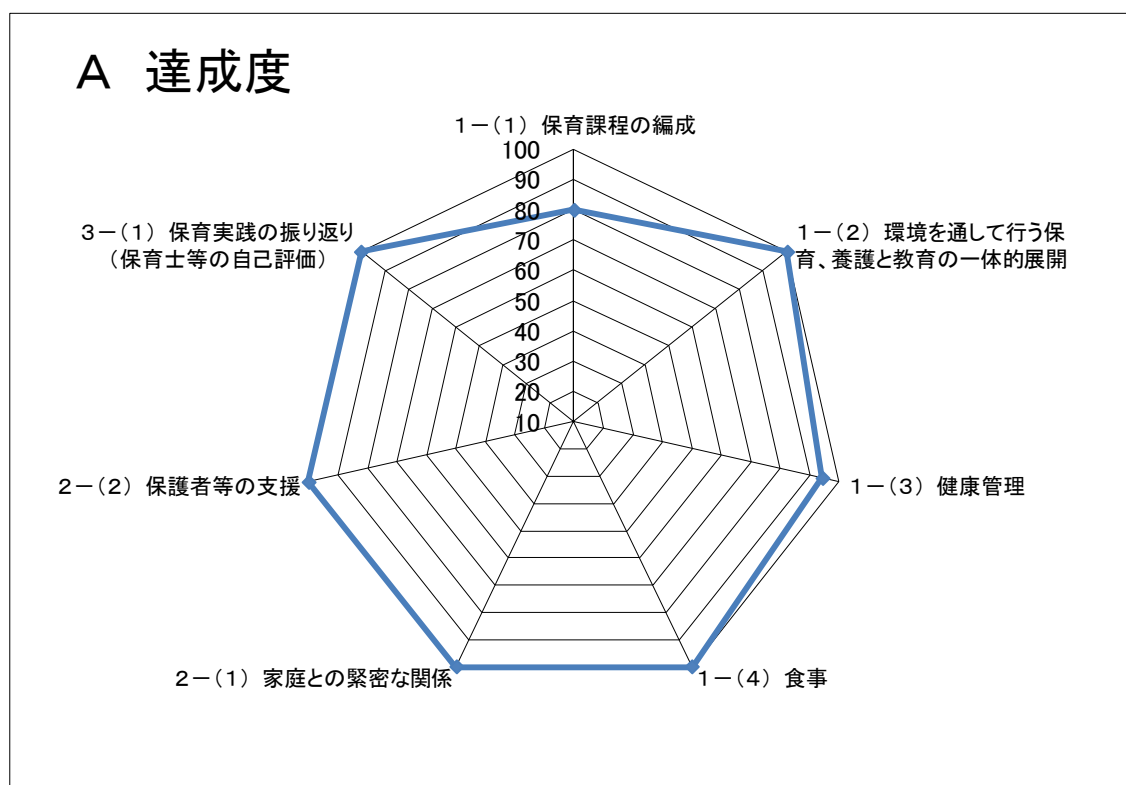 A 達成度
1－(1) 保育課程の編成
100
90
80
70
60
50
40
30
20
10
1－(2) 環境を通して行う保
育、養護と教育の一体的展開
1－(3) 健康管理
1－(4) 食事
2－(1) 家庭との緊密な関係
2－(2) 保護者等の支援
3－(1) 保育実践の振り返り
(保育士等の自己評価)